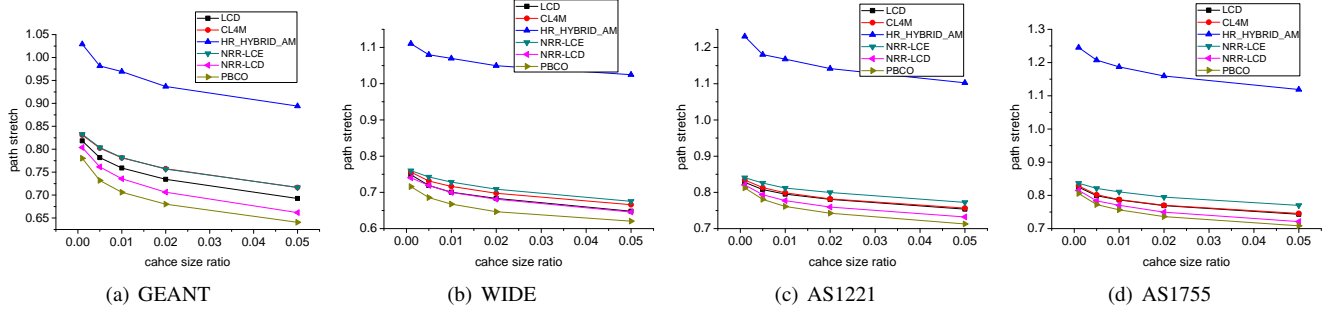 LCD
CL4M
HR_HYBRID_AM
NRR-LCE
NRR-LCD
PBCO
1.05
1.00
0.95
0.90
0.85
0.80
0.75
0.70
0.65
path stretch
0.00 0.01 0.02 0.03 0.04 0.05
cahce size ratio
(a) GEANT
LCD
CL4M
HR_HYBRID_AM
NRR-LCE
NRR-LCD
PBCO
1.1
1.0
0.9
0.8
0.7
0.6
path stretch
0.00 0.01 0.02 0.03 0.04 0.05
cahce size ratio
(b) WIDE
LCD
CL4M
HR_HYBRID_AM
NRR-LCE
NRR-LCD
PBCO
1.2
1.1
1.0
0.9
0.8
0.7
path stretch
0.00 0.01 0.02 0.03 0.04 0.05
cahce size ratio
(c) AS1221
LCD
CL4M
HR_HYBRID_AM
NRR-LCE
NRR-LCD
PBCO
1.3
1.2
1.1
1.0
0.9
0.8
0.7
path stretch
0.00 0.01 0.02 0.03 0.04 0.05
cahce size ratio
(d) AS1755